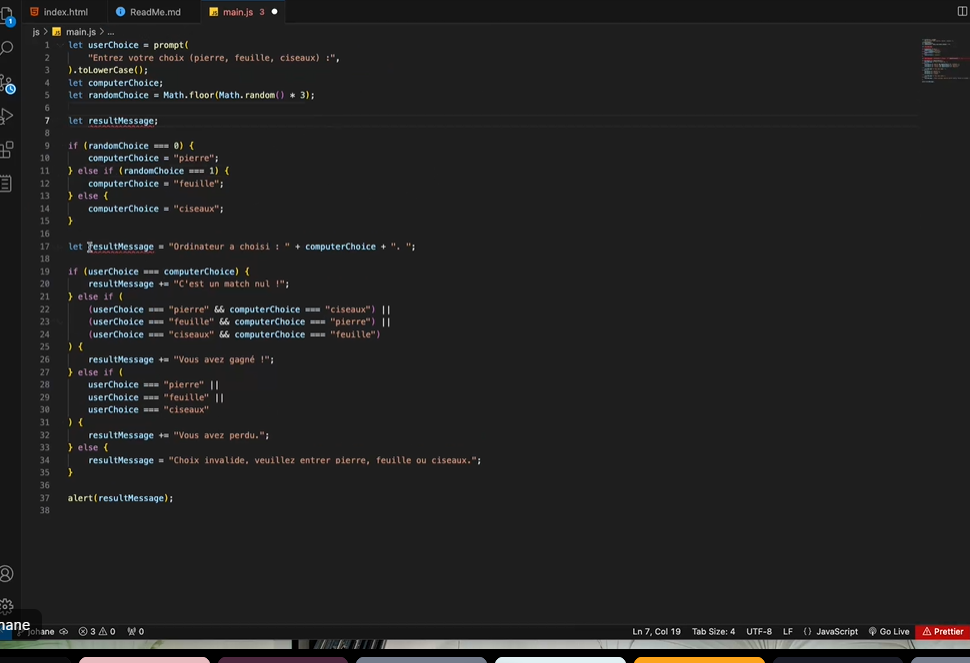 index.html
ReadMe.md
main.js 3
js > main.js > ...
1 let userChoice = prompt(
2 "Entrez votre choix (pierre, feuille, ciseaux) :",
3 ).toLowerCase();
4 let computerChoice;
5 let randomChoice = Math.floor(Math.random() * 3);
6
7 let resultMessage;
8
9 if (randomChoice === 0) {
10 computerChoice = "pierre";
11 } else if (randomChoice === 1) {
12 computerChoice = "feuille";
13 } else {
14 computerChoice = "ciseaux";
15 }
16
17 let resultMessage = "Ordinateur a choisi : " + computerChoice + ". ";
18
19 if (userChoice === computerChoice) {
20 resultMessage += "C'est un match nul !";
21 } else if (
22 (userChoice === "pierre" && computerChoice === "ciseaux") ||
23 (userChoice === "feuille" && computerChoice === "pierre") ||
24 (userChoice === "ciseaux" && computerChoice === "feuille")
25 ) {
26 resultMessage += "Vous avez gagné !";
27 } else if (
28 userChoice === "pierre" ||
29 userChoice === "feuille" ||
30 userChoice === "ciseaux"
31 ) {
32 resultMessage += "Vous avez perdu.";
33 } else {
34 resultMessage = "Choix invalide, veuillez entrer pierre, feuille ou ciseaux.";
35 }
36
37 alert(resultMessage);
38
1
hane
johane 3 0 0 Ln 7, Col 19 Tab Size: 4 UTF-8 LF {} JavaScript Go Live Prettier